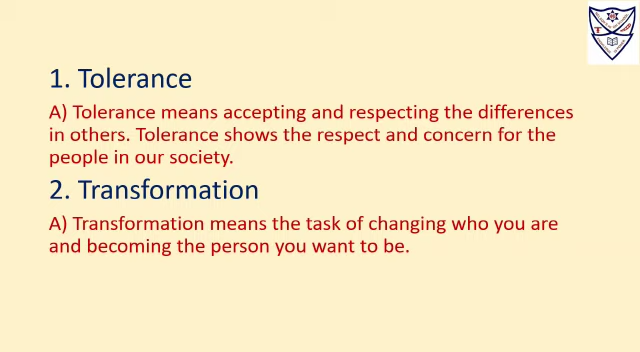 1. Tolerance
A) Tolerance means accepting and respecting the differences
in others. Tolerance shows the respect and concern for the
people in our society.
2. Transformation
A) Transformation means the task of changing who you are
and becoming the person you want to be.